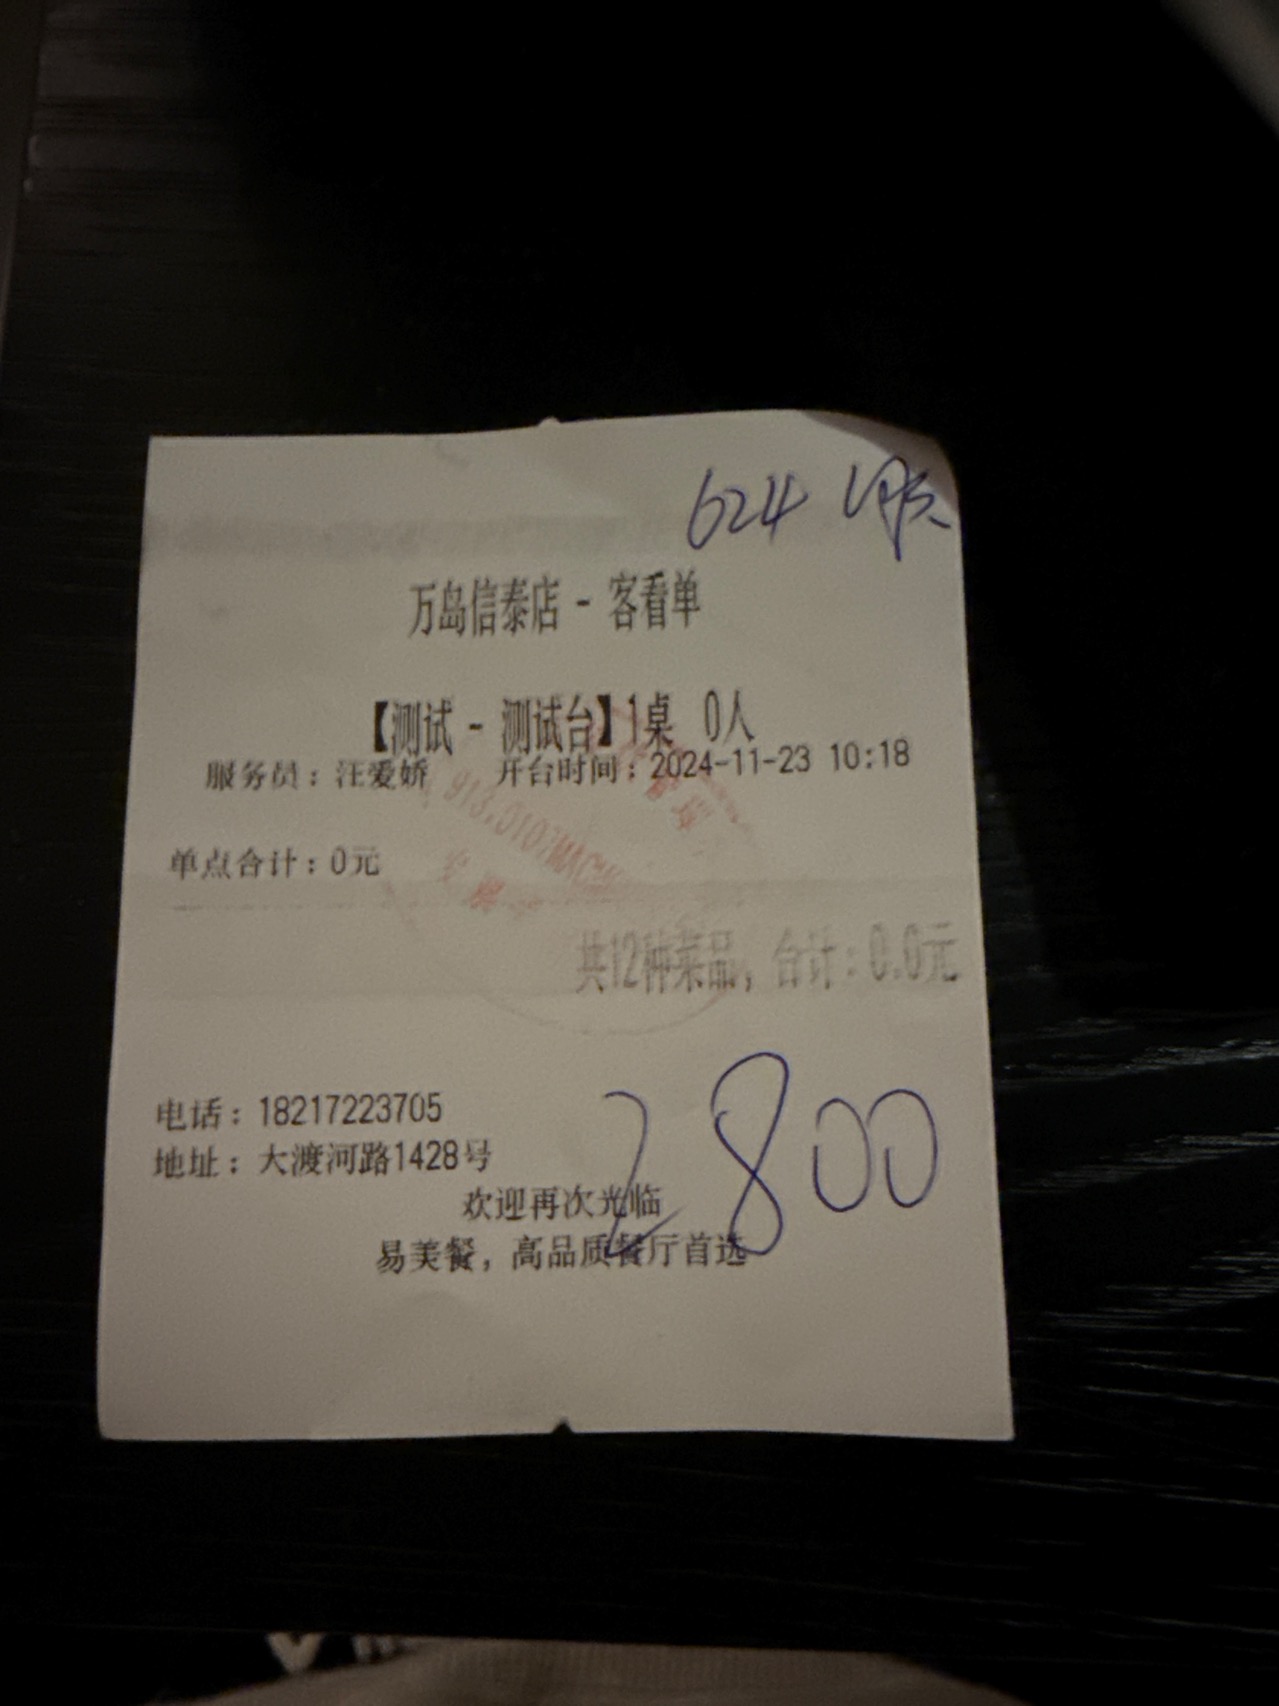 624
万岛信泰店 - 客看单
【测试 - 测试台】1桌 0人
服务员：汪爱娇 开台时间：2024-11-23 10:18
单点合计：0元
共12种菜品，合计：0.0元
2800
电话：18217223705
地址：大渡河路1428号
欢迎再次光临
易美餐，高品质餐厅首选